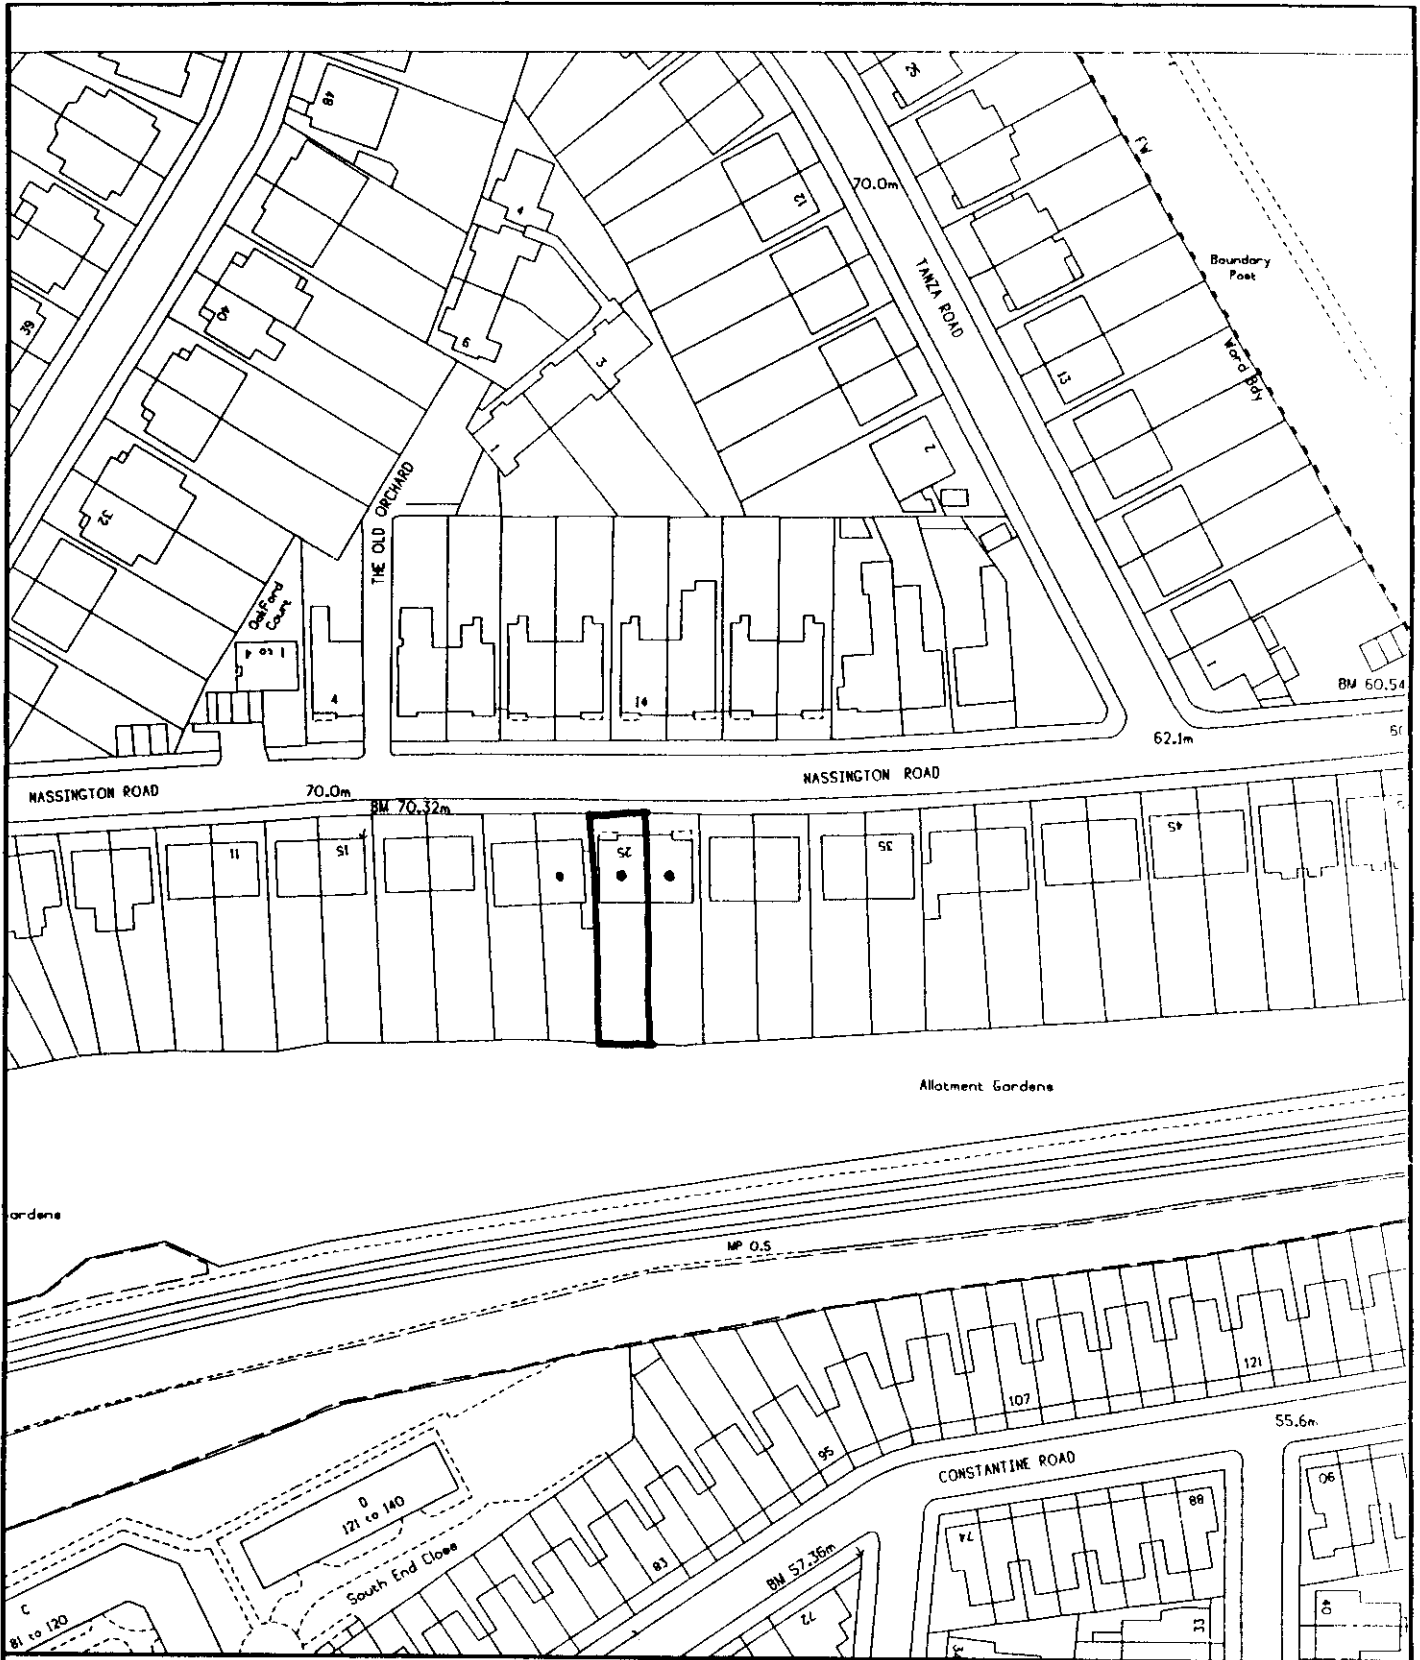 48
4
12
70.0m
FW
Boundary
Post
TANZA ROAD
39
40
6
3
13
Ward Bdy
1
2
THE OLD ORCHARD
32
Oakford
Court
1 to 4
4
14
1
BM 60.54
62.1m
NASSINGTON ROAD
NASSINGTON ROAD
70.0m
BM 70.32m
11
15
25
35
45
Allotment Gardens
ardens
MP 0.5
121
107
55.6m
95
CONSTANTINE ROAD
D
121 to 140
90
88
74
South End Close
83
BM 57.36m
C
81 to 120
72
33
40